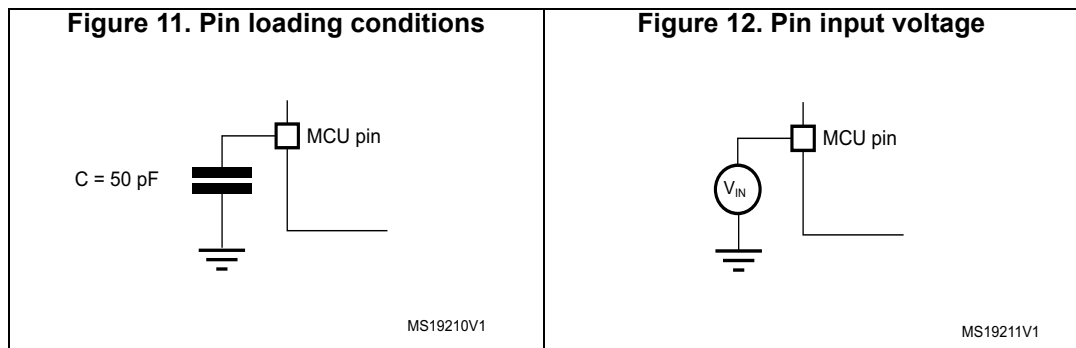 Figure 11. Pin loading conditions
MCU pin
C = 50 pF
MS19210V1
Figure 12. Pin input voltage
MCU pin
VIN
MS19211V1